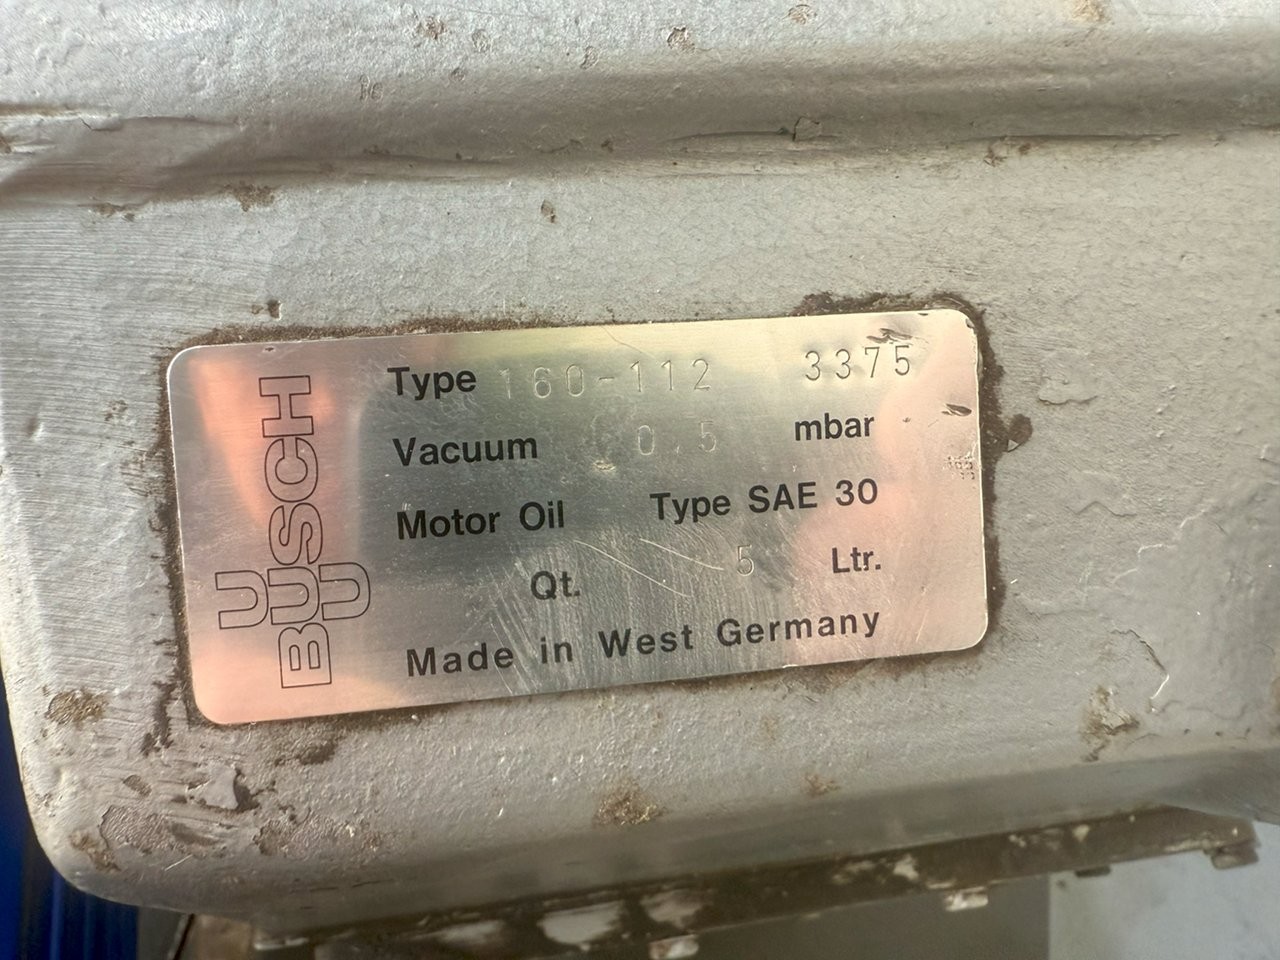 BUSCH
U
U
Type 160-112 3375
Vacuum 0,5 mbar
Motor Oil Type SAE 30
Qt. 5 Ltr.
Made in West Germany